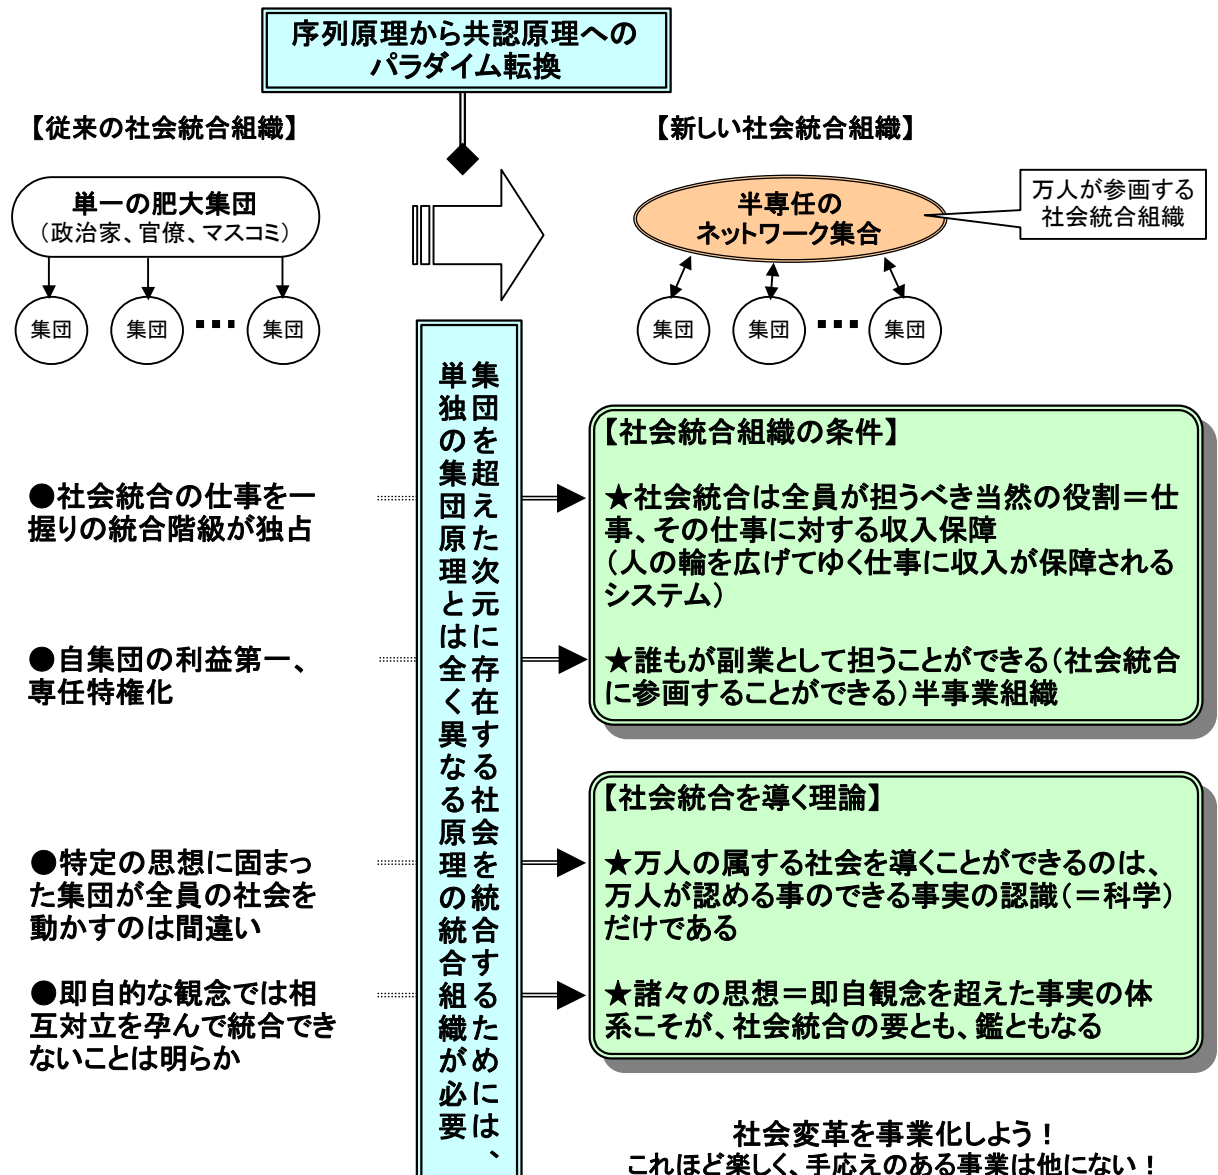 序列原理から共認原理への
パラダイム転換
【従来の社会統合組織】
【新しい社会統合組織】
単一の肥大集団
(政治家、官僚、マスコミ)
集団
集団
集団
半専任の
ネットワーク集合
万人が参画する
社会統合組織
集団
集団
集団
集団を超えた次元に存在する社会を統合するためには、
単独の集団原理とは全く異なる原理の統合組織が必要
●社会統合の仕事を一
握りの統合階級が独占
●自集団の利益第一、
専任特権化
●特定の思想に固まっ
た集団が全員の社会を
動かすのは間違い
●即自的な観念では相
互対立を孕んで統合でき
ないことは明らか
【社会統合組織の条件】
★社会統合は全員が担うべき当然の役割＝仕
事、その仕事に対する収入保障
(人の輪を広げてゆく仕事に収入が保障される
システム)
★誰もが副業として担うことができる(社会統合
に参画することができる)半事業組織
【社会統合を導く理論】
★万人の属する社会を導くことができるのは、
万人が認める事のできる事実の認識(＝科学)
だけである
★諸々の思想＝即自観念を超えた事実の体
系こそが、社会統合の要とも、鑑ともなる
社会変革を事業化しよう！
これほど楽しく、手応えのある事業は他にない！